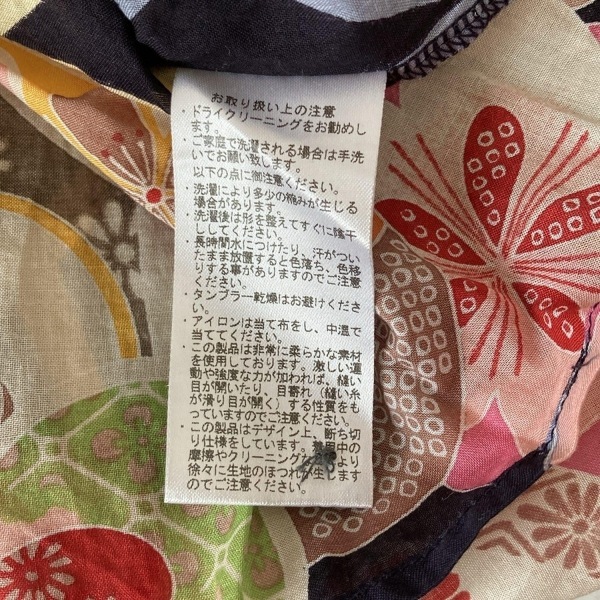 お取り扱い上の注意
・ドライクリーニングをお勧めし
ます。
・ご家庭で洗濯される場合は手洗
いでお願い致します。
以下の点に御注意ください。
・洗濯により多少の縮みが生じる
場合があります。
・洗濯後は形を整えてすぐに陰干
ししてください。
・長時間水につけたり、汗がつい
たまま放置すると色落ち、色移
りする事がありますのでご注意
ください。
・タンブラー乾燥はお避けくださ
い。
・アイロンは当て布をし、中温で
当ててください。
・この製品は非常に柔らかな素材
を使用しております。激しい運
動や強度な力が加われば、縫い
目が開いたり、目寄れ(縫い糸
が滑り目が開く)する性質をも
っていますのでご注意ください。
・この製品はデザイン上、断ち切
り仕様をしています。着用中の
摩擦やクリーニング より
徐々に生地のほつれが生じます
のでご注意ください。